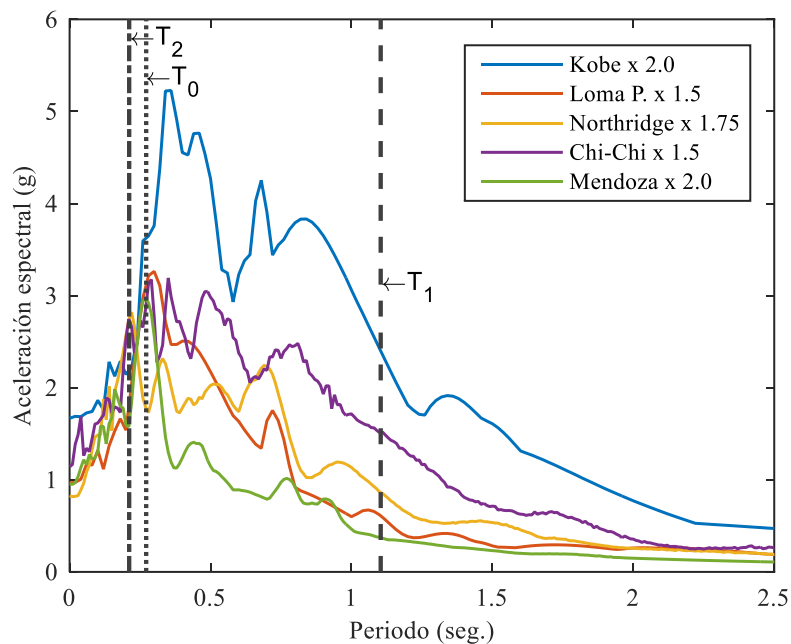 6
5
4
3
2
1
0
Aceleración espectral (g)
←T2
←T0
←T1
Kobe x 2.0
Loma P. x 1.5
Northridge x 1.75
Chi-Chi x 1.5
Mendoza x 2.0
0 0.5 1 1.5 2 2.5
Periodo (seg.)